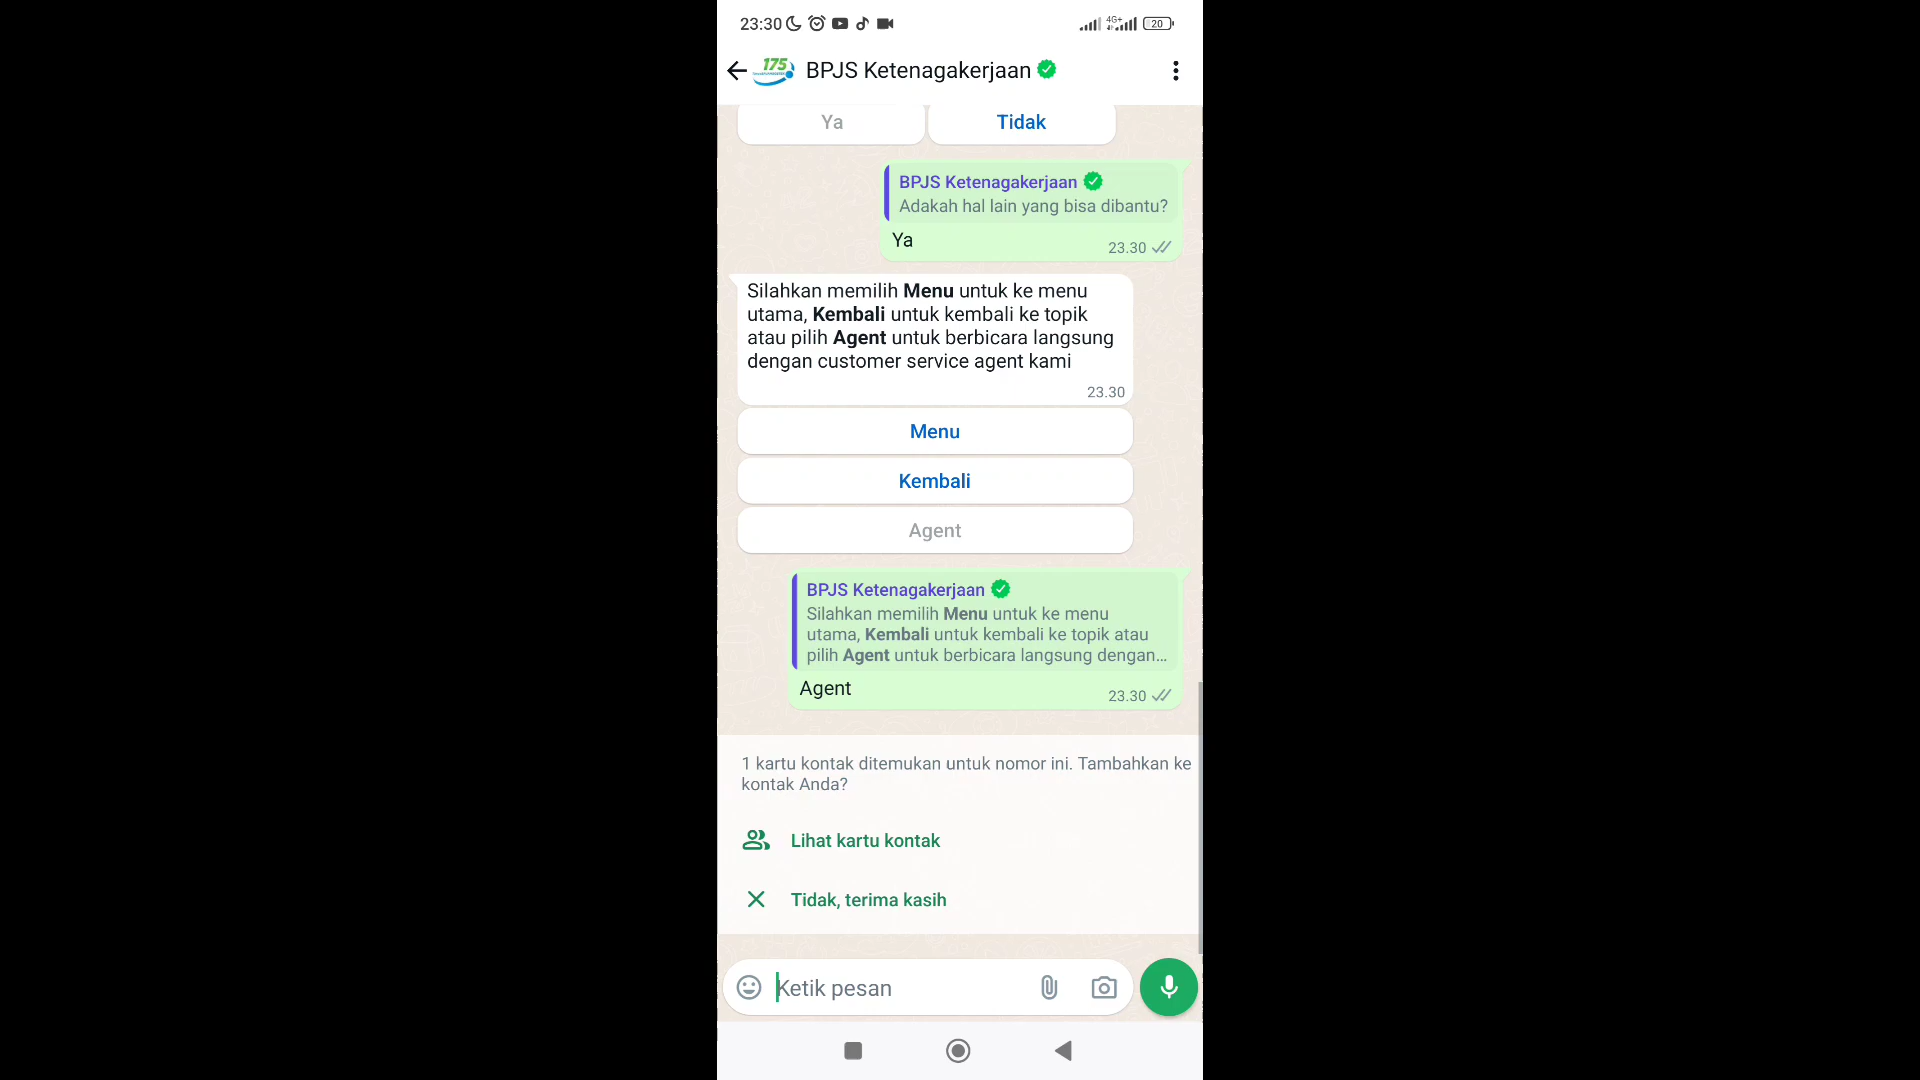 23:30
4G+
20
175
BPJS Ketenagakerjaan
Ya
Tidak
BPJS Ketenagakerjaan
Adakah hal lain yang bisa dibantu?
Ya
23.30
Silahkan memilih Menu untuk ke menu
utama, Kembali untuk kembali ke topik
atau pilih Agent untuk berbicara langsung
dengan customer service agent kami
23.30
Menu
Kembali
Agent
BPJS Ketenagakerjaan
Silahkan memilih Menu untuk ke menu
utama, Kembali untuk kembali ke topik atau
pilih Agent untuk berbicara langsung dengan...
Agent
23.30
1 kartu kontak ditemukan untuk nomor ini. Tambahkan ke
kontak Anda?
Lihat kartu kontak
Tidak, terima kasih
Ketik pesan